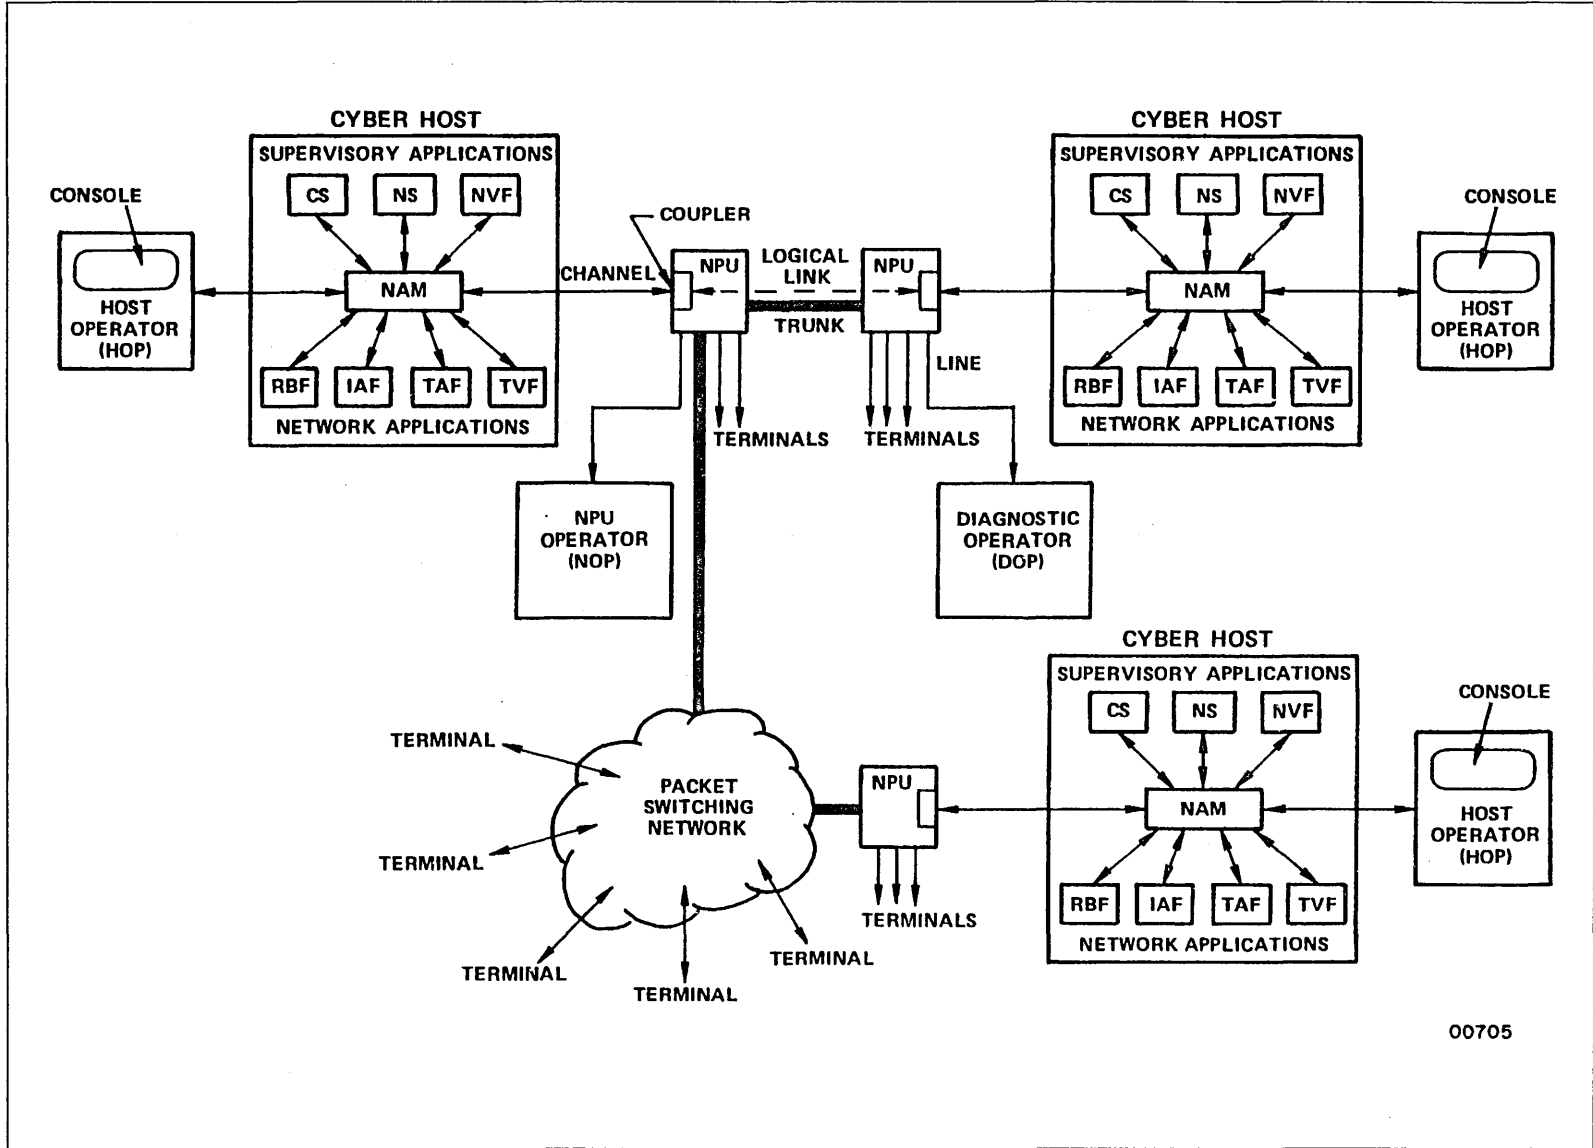 CYBER HOST
SUPERVISORY APPLICATIONS
CS
NS
NVF
NAM
RBF
IAF
TAF
TVF
NETWORK APPLICATIONS
CONSOLE
HOST
OPERATOR
(HOP)
CHANNEL
COUPLER
NPU
LOGICAL
LINK
TRUNK
NPU
LINE
TERMINALS
TERMINALS
CYBER HOST
SUPERVISORY APPLICATIONS
CS
NS
NVF
NAM
RBF
IAF
TAF
TVF
NETWORK APPLICATIONS
CONSOLE
HOST
OPERATOR
(HOP)
NPU
OPERATOR
(NOP)
DIAGNOSTIC
OPERATOR
(DOP)
TERMINAL
TERMINAL
TERMINAL
TERMINAL
TERMINAL
PACKET
SWITCHING
NETWORK
NPU
TERMINALS
CYBER HOST
SUPERVISORY APPLICATIONS
CS
NS
NVF
NAM
RBF
IAF
TAF
TVF
NETWORK APPLICATIONS
CONSOLE
HOST
OPERATOR
(HOP)
00705